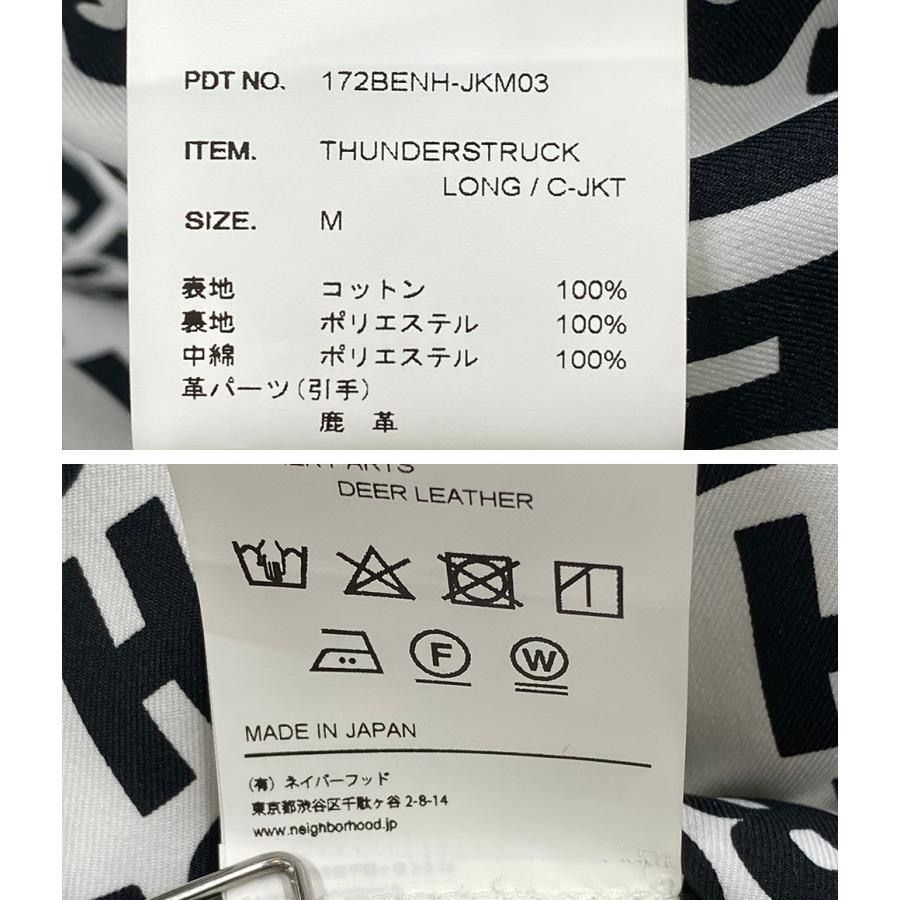 PDT NO. 172BENH-JKM03
ITEM. THUNDERSTRUCK
LONG / C-JKT
SIZE. M
表地 コットン 100%
裏地 ポリエステル 100%
中綿 ポリエステル 100%
革パーツ(引手)
鹿 革
PARTS
DEER LEATHER
F
W
MADE IN JAPAN
(有) ネイバーフッド
東京都渋谷区千駄ヶ谷 2-8-14
www.neighborhood.jp